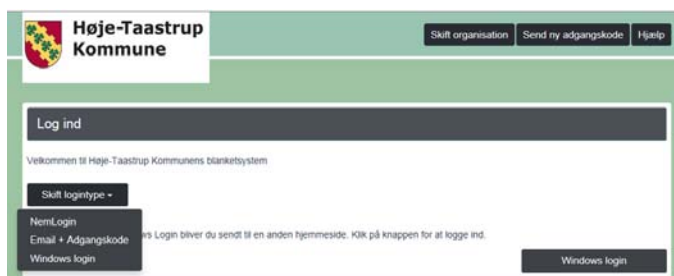 Høje-Taastrup
Kommune
Skift organisation Send ny adgangskode Hjælp
Log ind
Velkommen til Høje-Taastrup Kommunens blanketsystem
Skift logintype
NemLogin
Email + Adgangskode
Windows login
Login bliver du sendt til en anden hjemmeside. Klik på knappen for at logge ind.
Windows login